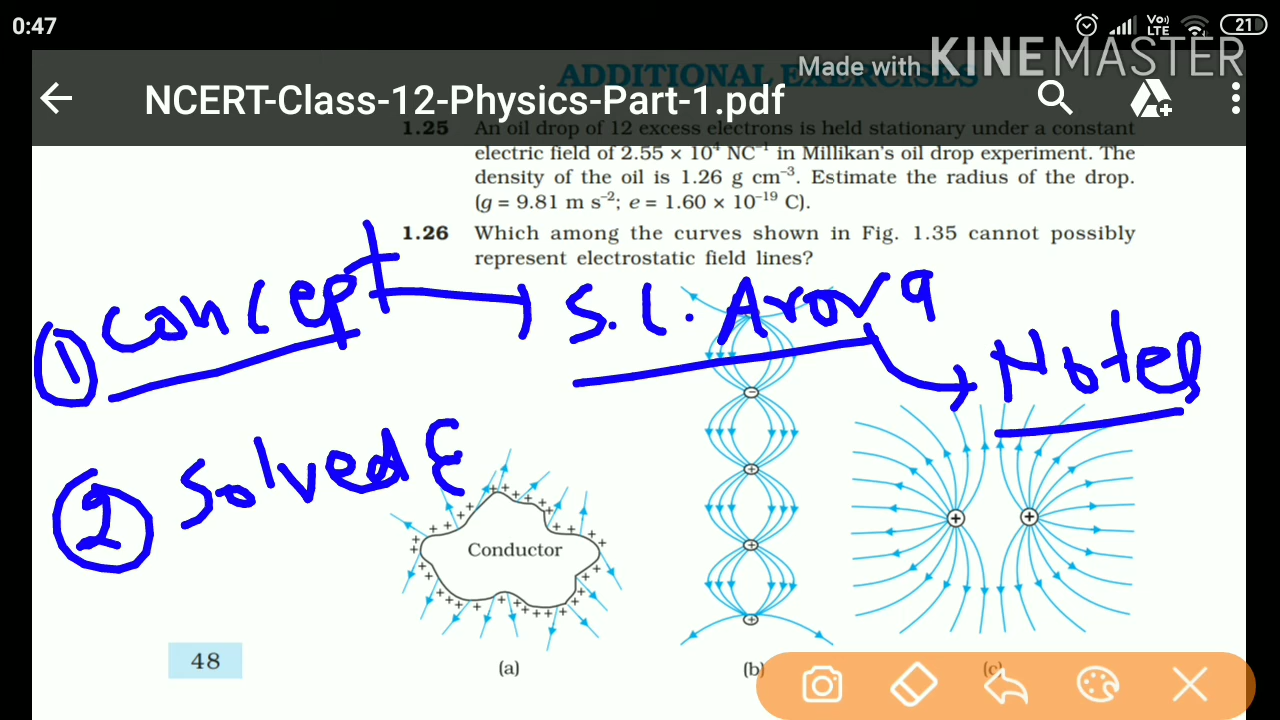 0:47
Vo)) LTE
21
Made with KINEMASTER
ADDITIONAL EXERCISES
NCERT-Class-12-Physics-Part-1.pdf
1.25 An oil drop of 12 excess electrons is held stationary under a constant
electric field of 2.55 × 10⁴ NC⁻¹ in Millikan's oil drop experiment. The
density of the oil is 1.26 g cm⁻³. Estimate the radius of the drop.
(g = 9.81 m s⁻²; e = 1.60 × 10⁻¹⁹ C).
1.26 Which among the curves shown in Fig. 1.35 cannot possibly
represent electrostatic field lines?
① Concept → S.L. Arora → Notes
② Solved E
Conductor
48
(a) (b) (c)